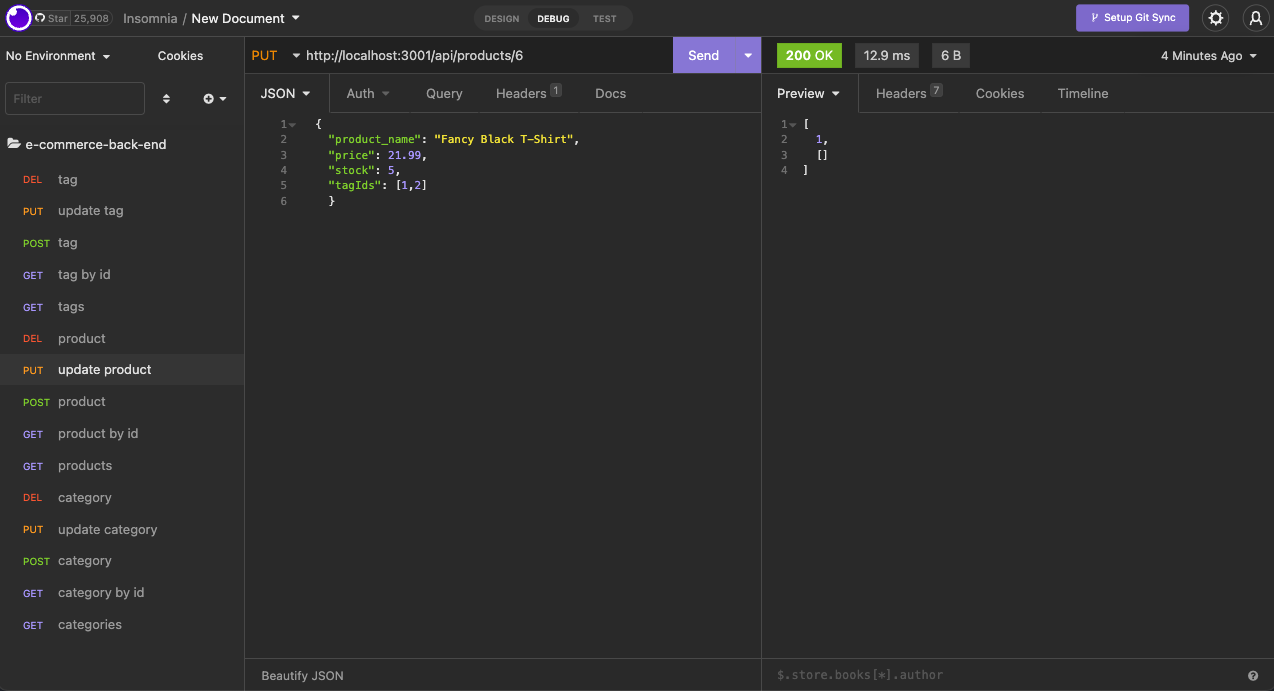 Star 25,908 Insomnia / New Document DESIGN DEBUG TEST Setup Git Sync
No Environment Cookies
PUT http://localhost:3001/api/products/6 Send
200 OK 12.9 ms 6 B 4 Minutes Ago
Filter
JSON Auth Query Headers 1 Docs
Preview Headers 7 Cookies Timeline
e-commerce-back-end
DEL tag
PUT update tag
POST tag
GET tag by id
GET tags
DEL product
PUT update product
POST product
GET product by id
GET products
DEL category
PUT update category
POST category
GET category by id
GET categories
1 {
2 "product_name": "Fancy Black T-Shirt",
3 "price": 21.99,
4 "stock": 5,
5 "tagIds": [1,2]
6 }
1 [
2 1,
3 []
4 ]
Beautify JSON
$.store.books[*].author